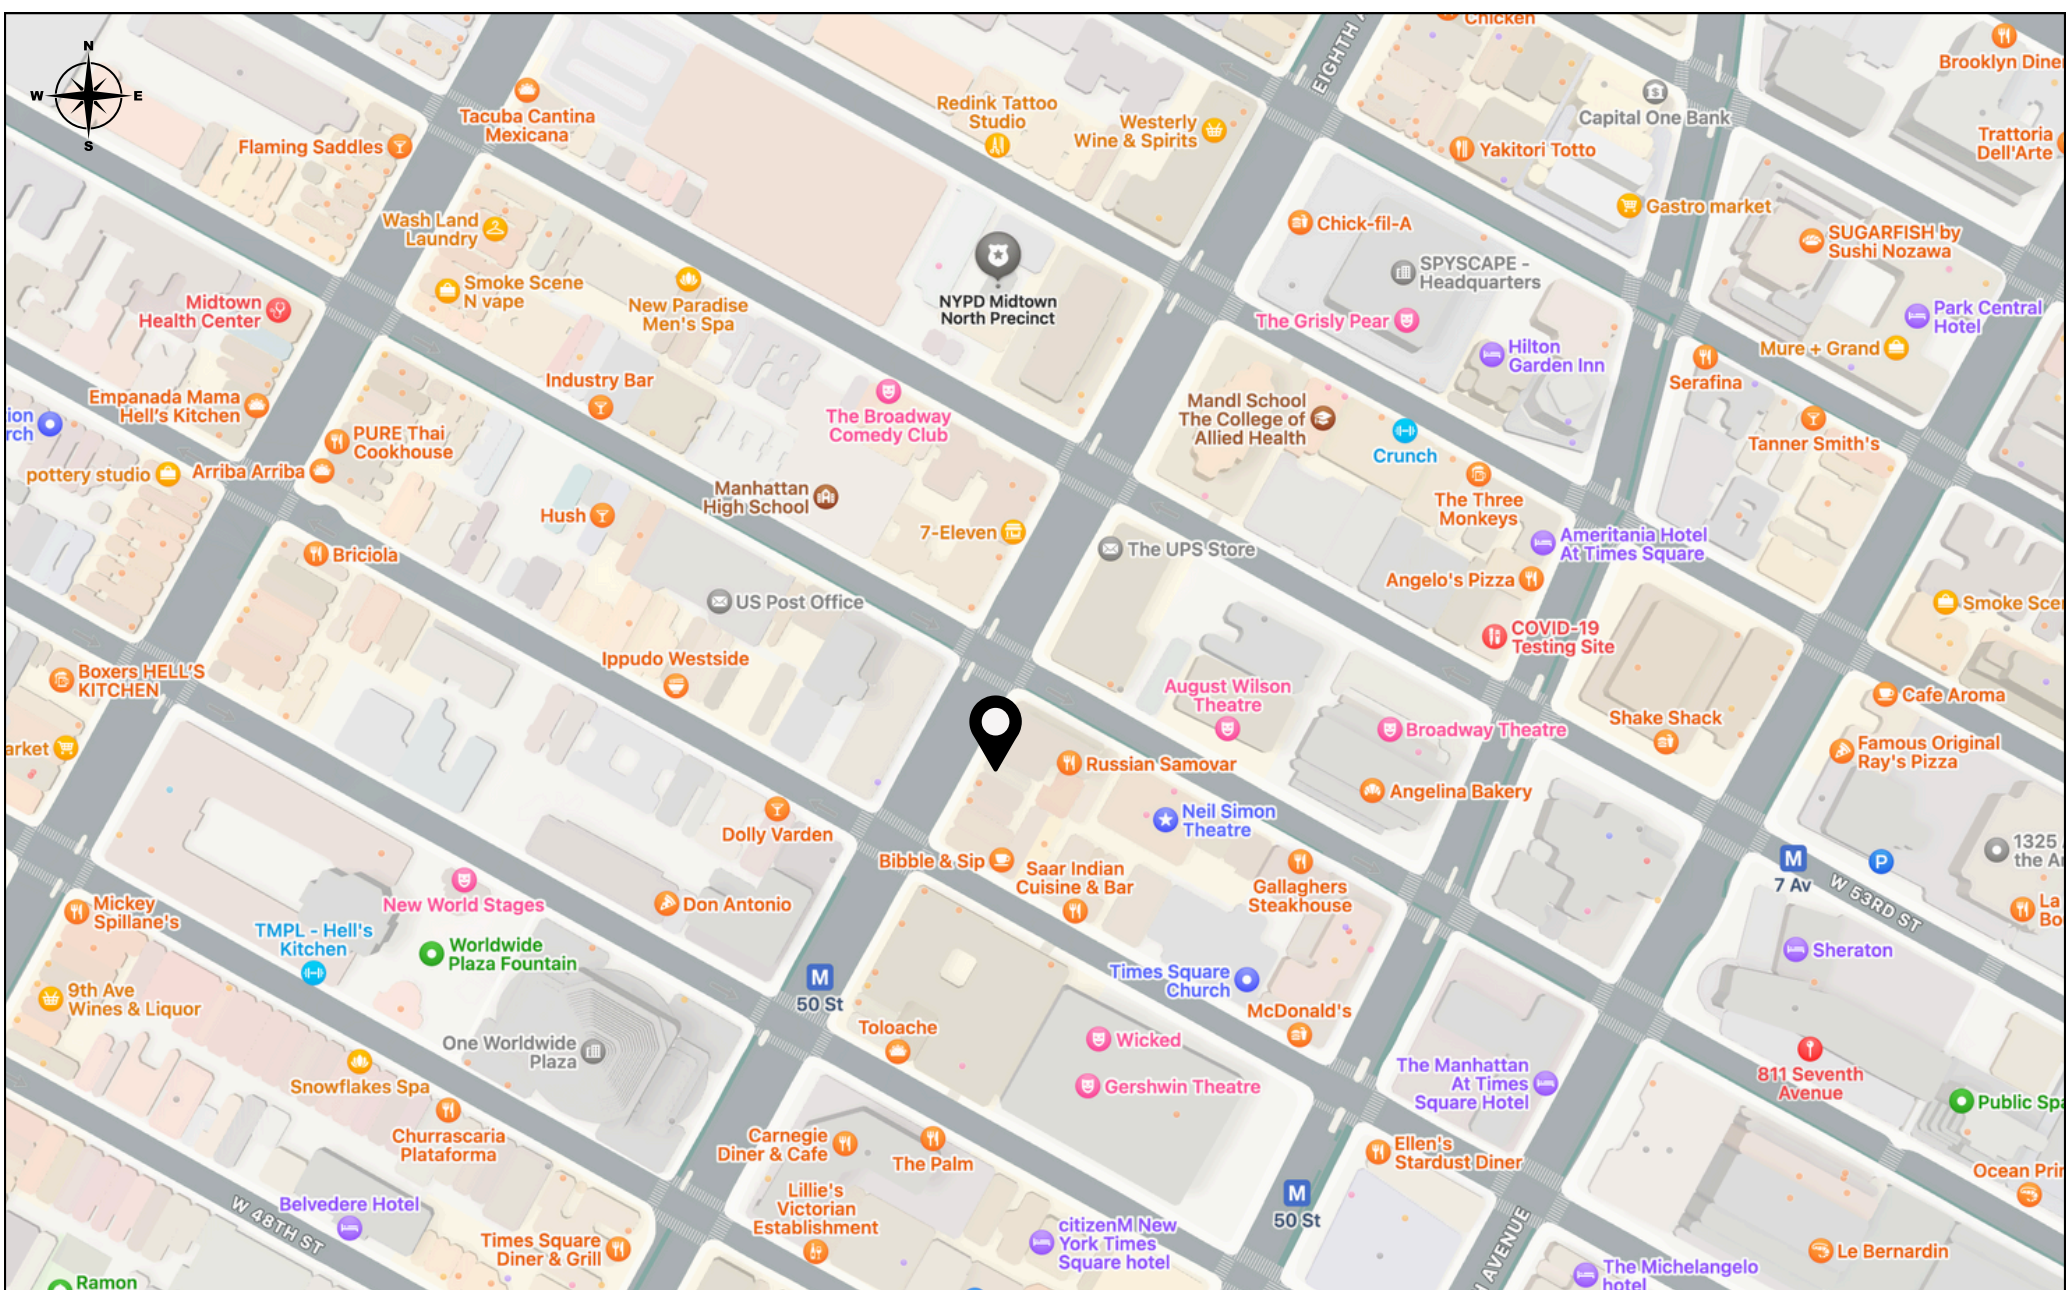 N
W
E
S
EIGHTH
Chicken
Brooklyn Dine
Capital One Bank
Tacuba Cantina
Mexicana
Redink Tattoo
Studio
Westerly
Wine & Spirits
Flaming Saddles
Yakitori Totto
Trattoria
Dell'Arte
Wash Land
Laundry
Chick-fil-A
Gastro market
SUGARFISH by
Sushi Nozawa
SPYSCAPE -
Headquarters
Midtown
Health Center
Smoke Scene
N vape
New Paradise
Men's Spa
NYPD Midtown
North Precinct
The Grisly Pear
Park Central
Hotel
Hilton
Garden Inn
Mure + Grand
Serafina
Industry Bar
Empanada Mama
Hell's Kitchen
The Broadway
Comedy Club
Mandl School
The College of
Allied Health
Crunch
Tanner Smith's
ion
rch
PURE Thai
Cookhouse
pottery studio
Arriba Arriba
Manhattan
High School
The Three
Monkeys
Hush
7-Eleven
The UPS Store
Ameritania Hotel
At Times Square
Briciola
Angelo's Pizza
US Post Office
Smoke Sce
COVID-19
Testing Site
Boxers HELL'S
KITCHEN
Ippudo Westside
August Wilson
Theatre
Cafe Aroma
Shake Shack
Broadway Theatre
arket
Famous Original
Ray's Pizza
Russian Samovar
Angelina Bakery
Dolly Varden
Neil Simon
Theatre
Bibble & Sip
Saar Indian
Cuisine & Bar
Gallaghers
Steakhouse
M
7 Av
P
1325
the A
W 53RD ST
Mickey
Spillane's
New World Stages
Don Antonio
La
Bo
TMPL - Hell's
Kitchen
Worldwide
Plaza Fountain
Sheraton
M
50 St
Times Square
Church
9th Ave
Wines & Liquor
McDonald's
One Worldwide
Plaza
Toloache
Wicked
Gershwin Theatre
The Manhattan
At Times
Square Hotel
811 Seventh
Avenue
Public Spa
Snowflakes Spa
Churrascaria
Plataforma
Carnegie
Diner & Cafe
The Palm
Ellen's
Stardust Diner
Ocean Pri
Belvedere Hotel
W 48TH ST
Lillie's
Victorian
Establishment
M
50 St
Times Square
Diner & Grill
citizenM New
York Times
Square hotel
AVENUE
Le Bernardin
Ramon
The Michelangelo
hotel